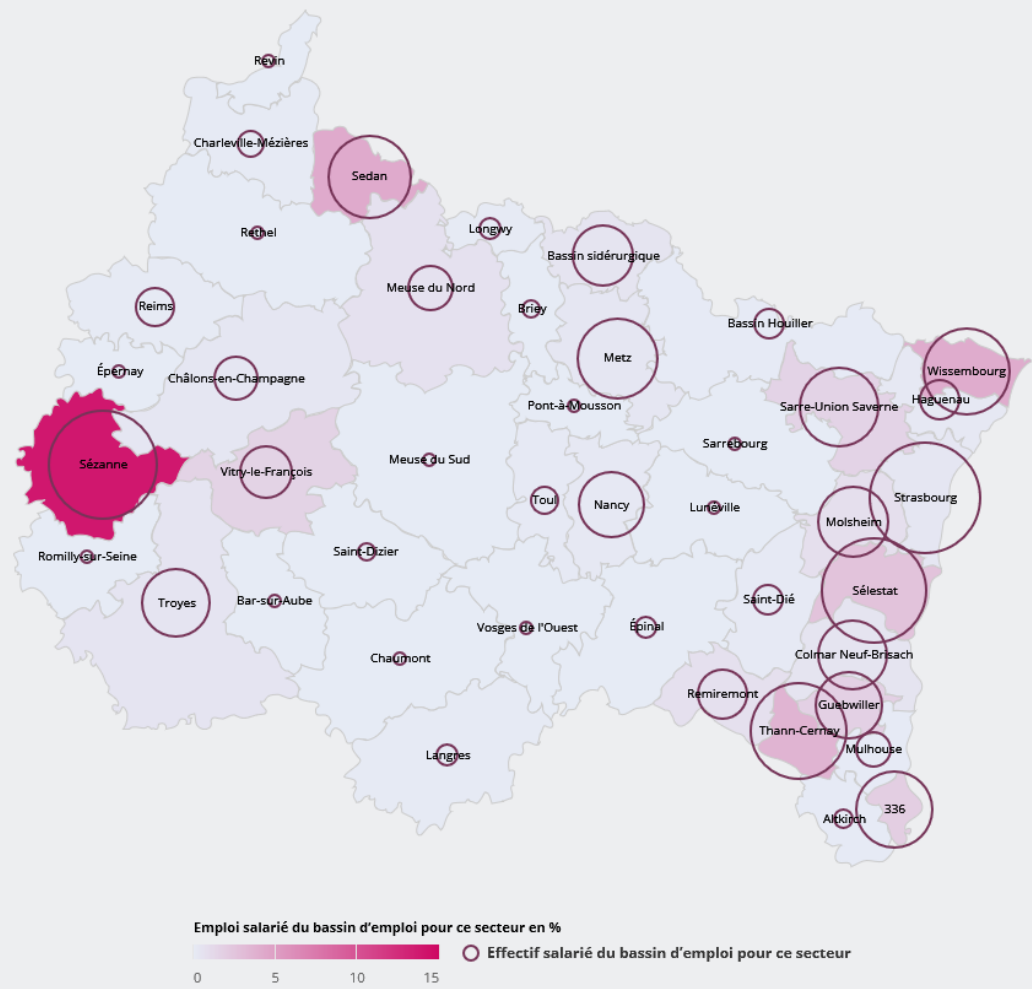 Revin
Charleville-Mézières
Sedan
Longwy
Rethel
Bassin sidérurgique
Meuse du Nord
Reims
Briey
Bassin Houiller
Metz
Épernay
Châlons-en-Champagne
Wissembourg
Haguenau
Pont-à-Mousson
Sarre-Union Saverne
Sarrebourg
Sézanne
Vitry-le-François
Meuse du Sud
Strasbourg
Toul
Nancy
Lunéville
Molsheim
Romilly-sur-Seine
Saint-Dizier
Sélestat
Troyes
Bar-sur-Aube
Saint-Dié
Vosges de l'Ouest
Épinal
Chaumont
Colmar Neuf-Brisach
Remiremont
Guebwiller
Thann-Cernay
Langres
Mulhouse
336
Altkirch
Emploi salarié du bassin d'emploi pour ce secteur en %
Effectif salarié du bassin d'emploi pour ce secteur
0 5 10 15